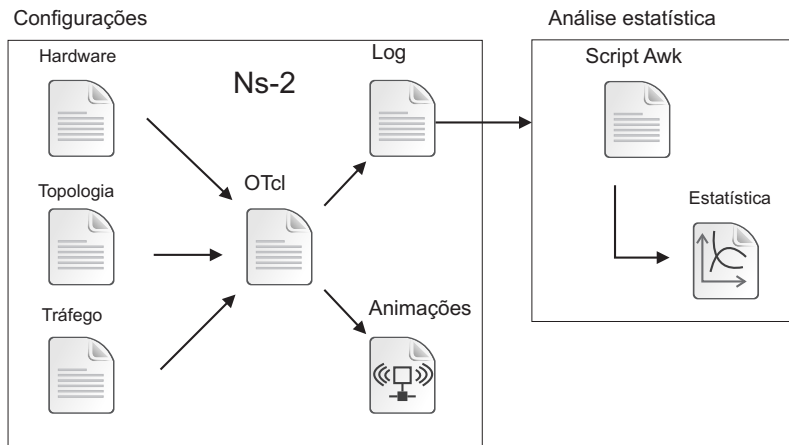 Configurações
Análise estatística
Hardware
Ns-2
Log
Script Awk
Topologia
OTcl
Estatística
Tráfego
Animações